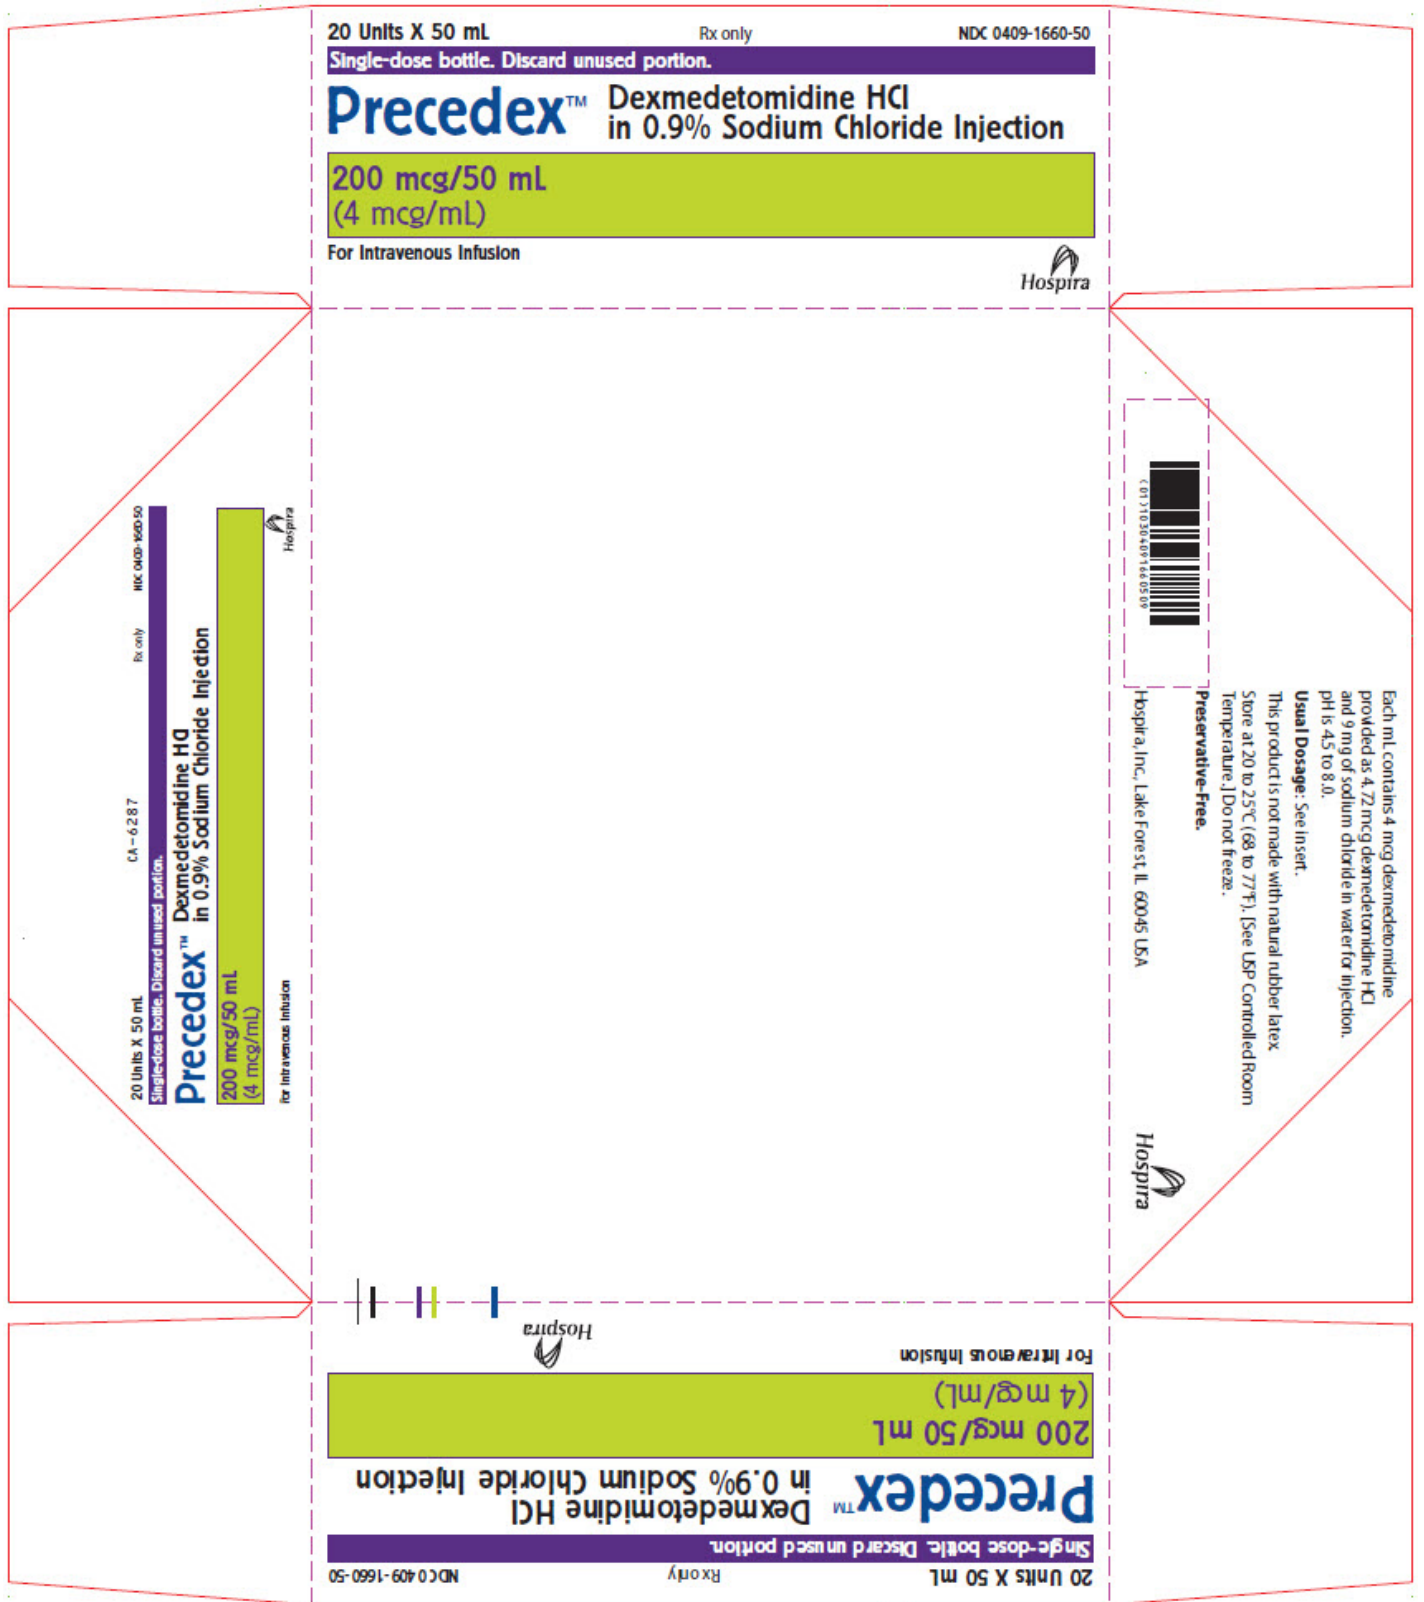 20 Units X 50 mL
Rx only
NDC 0409-1660-50
Single-dose bottle. Discard unused portion.
Precedex™
Dexmedetomidine HCl
in 0.9% Sodium Chloride Injection
200 mcg/50 mL
(4 mcg/mL)
For Intravenous Infusion
Hospira
20 Units X 50 mL
CA-6287
Rx only
NDC 0409-1660-50
Single-dose bottle. Discard unused portion.
Precedex™
Dexmedetomidine HCl
in 0.9% Sodium Chloride Injection
200 mcg/50 mL
(4 mcg/mL)
For Intravenous Infusion
Hospira
Each mL contains 4 mcg dexmedetomidine
provided as 4.72 mcg dexmedetomidine HCl
and 9 mg of sodium chloride in water for injection.
pH is 4.5 to 8.0.
Usual Dosage: See insert.
This product is not made with natural rubber latex.
Store at 20 to 25°C (68 to 77°F). [See USP Controlled Room
Temperature.] Do not freeze.
Preservative-Free.
(01)10304091660509
Hospira, Inc., Lake Forest, IL 60045 USA
Hospira
20 Units X 50 mL
Rx only
NDC 0409-1660-50
Single-dose bottle. Discard unused portion.
Precedex™
Dexmedetomidine HCl
in 0.9% Sodium Chloride Injection
200 mcg/50 mL
(4 mcg/mL)
For Intravenous Infusion
Hospira